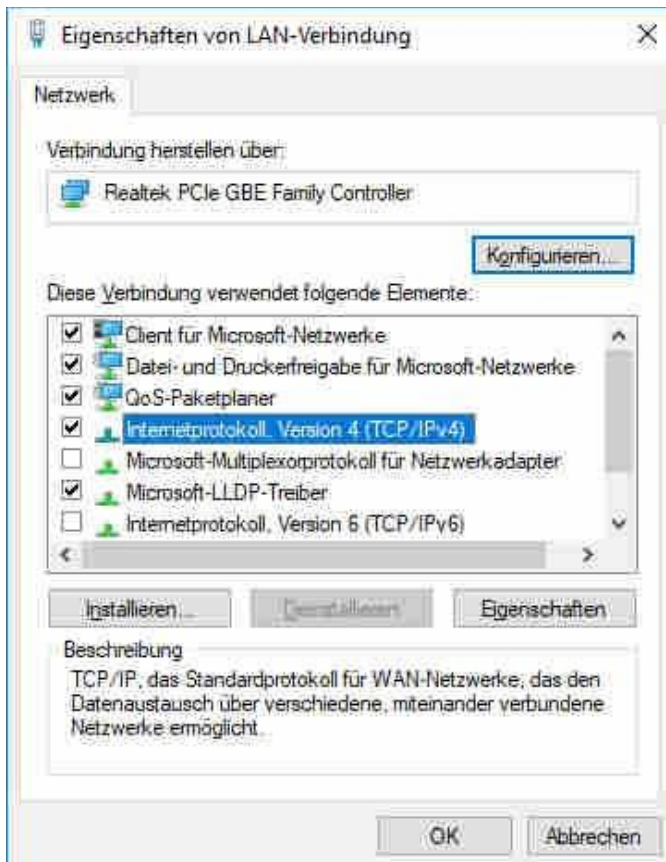 Eigenschaften von LAN-Verbindung
Netzwerk
Verbindung herstellen über:
Realtek PCIe GBE Family Controller
Konfigurieren...
Diese Verbindung verwendet folgende Elemente:
Client für Microsoft-Netzwerke
Datei- und Druckerfreigabe für Microsoft-Netzwerke
QoS-Paketplaner
Internetprotokoll, Version 4 (TCP/IPv4)
Microsoft-Multiplexorprotokoll für Netzwerkadapter
Microsoft-LLDP-Treiber
Internetprotokoll, Version 6 (TCP/IPv6)
Installieren... Deinstallieren Eigenschaften
Beschreibung
TCP/IP, das Standardprotokoll für WAN-Netzwerke, das den
Datenaustausch über verschiedene, miteinander verbundene
Netzwerke ermöglicht.
OK Abbrechen